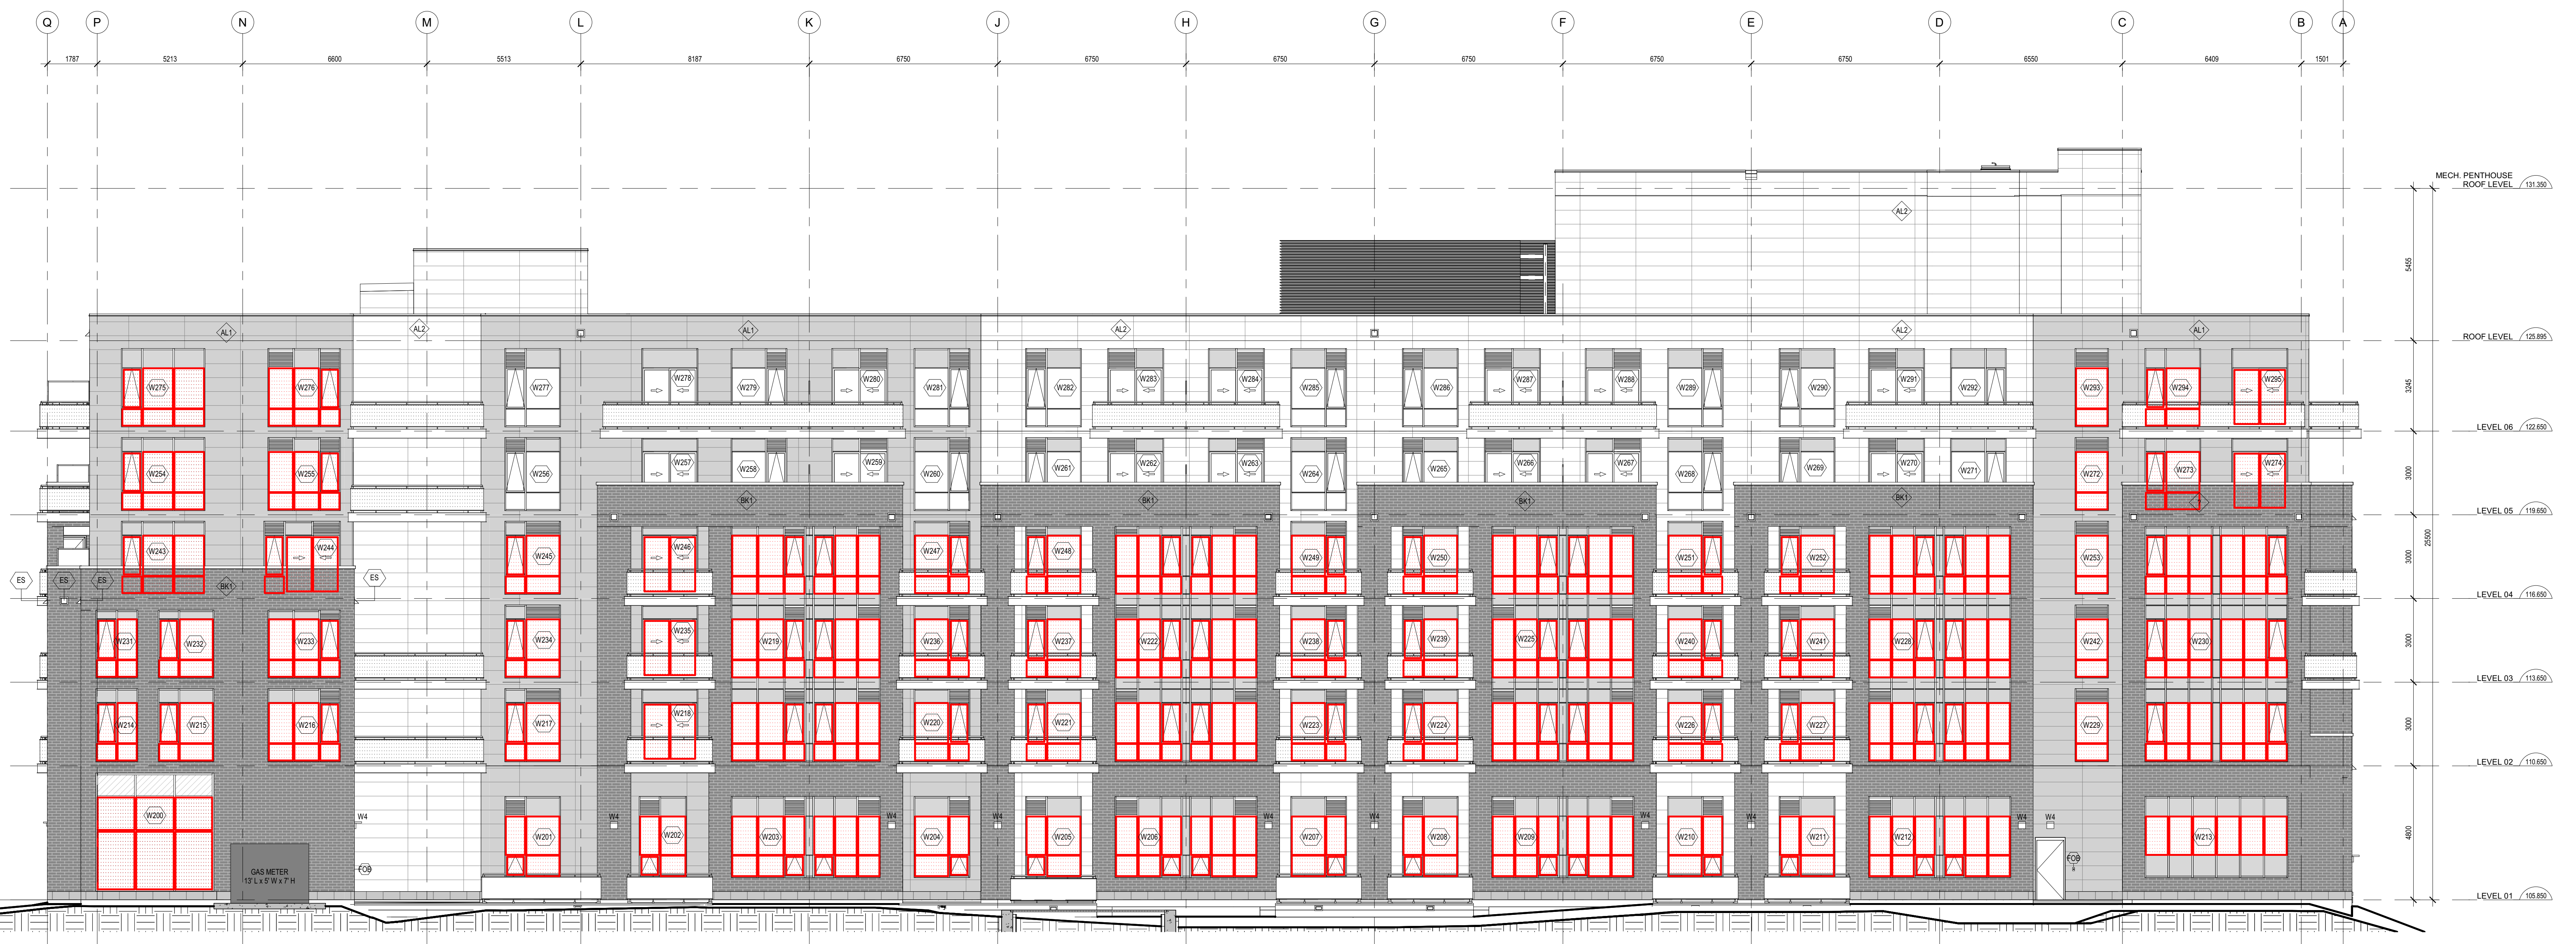 Q P N M L K J H G F E D C B A
1787 5213 6600 5513 8187 6750 6750 6750 6750 6750 6750 6550 6409 1501
MECH. PENTHOUSE
ROOF LEVEL 131.350
AL2
5455
AL1 AL2 AL1 AL2 AL2 AL1
ROOF LEVEL 125.895
W275 W276 W277 W278 W279 W280 W281 W282 W283 W284 W285 W286 W287 W288 W289 W290 W291 W292 W293 W294 W295
3245
LEVEL 06 122.650
W254 W255 W256 W257 W258 W259 W260 W261 W262 W263 W264 W265 W266 W267 W268 W269 W270 W271 W272 W273 W274
3000
BK1 BK1 BK1 BK1 ?
LEVEL 05 119.650
25500
W243 W244 W245 W246 W247 W248 W249 W250 W251 W252 W253
3000
ES ES ES BK1 ES
LEVEL 04 116.650
W231 W232 W233 W234 W235 W219 W236 W237 W222 W238 W239 W225 W240 W241 W228 W242 W230
3000
LEVEL 03 113.650
W214 W215 W216 W217 W218 W220 W221 W223 W224 W226 W227 W229
3000
LEVEL 02 110.650
W200 W4 W4 W4 W4 W4 W4 W4 W4 W4 W4
W201 W202 W203 W204 W205 W206 W207 W208 W209 W210 W211 W212 W213
4800
FOB FOB
GAS METER
13' L x 5' W x 7' H
LEVEL 01 105.850